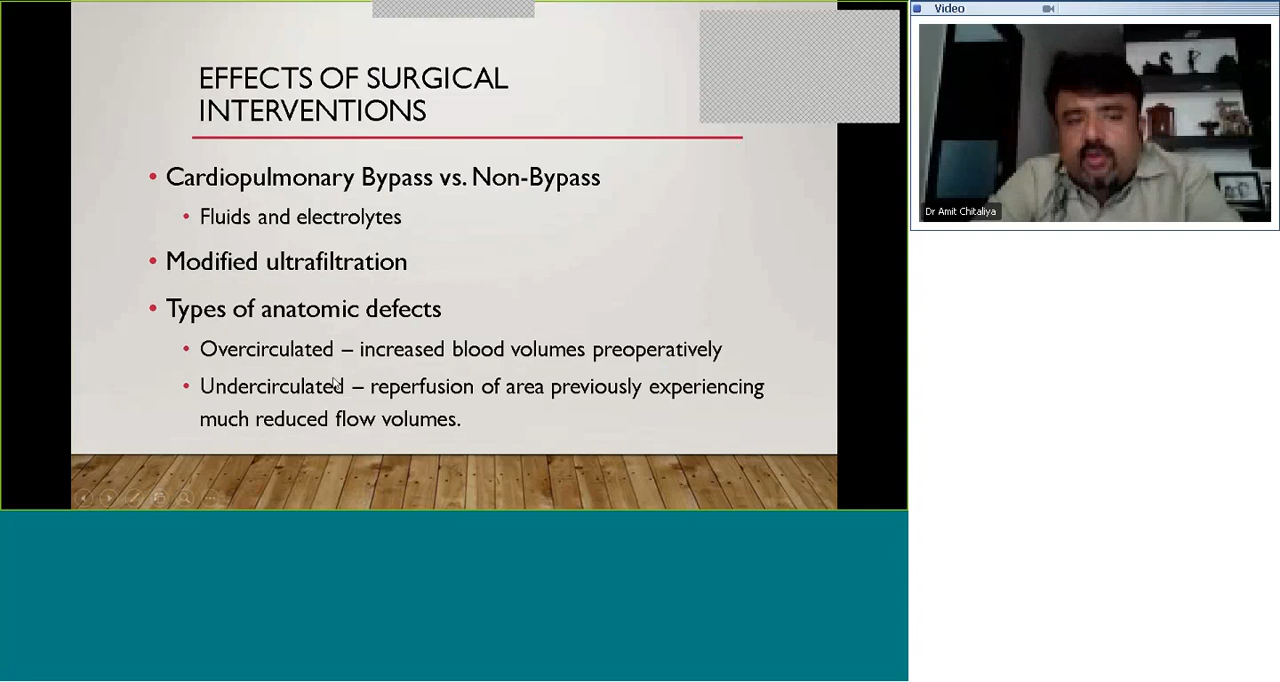 EFFECTS OF SURGICAL
INTERVENTIONS
• Cardiopulmonary Bypass vs. Non-Bypass
• Fluids and electrolytes
• Modified ultrafiltration
• Types of anatomic defects
• Overcirculated – increased blood volumes preoperatively
• Undercirculated – reperfusion of area previously experiencing
much reduced flow volumes.
Video
Dr Amit Chitaliya